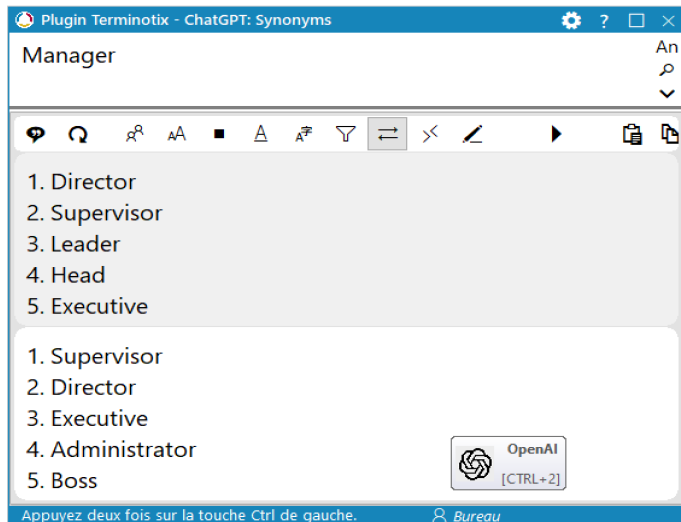 Plugin Terminotix - ChatGPT: Synonyms
?
Manager
An
1. Director
2. Supervisor
3. Leader
4. Head
5. Executive
1. Supervisor
2. Director
3. Executive
4. Administrator
5. Boss
OpenAI
[CTRL+2]
Appuyez deux fois sur la touche Ctrl de gauche.
Bureau